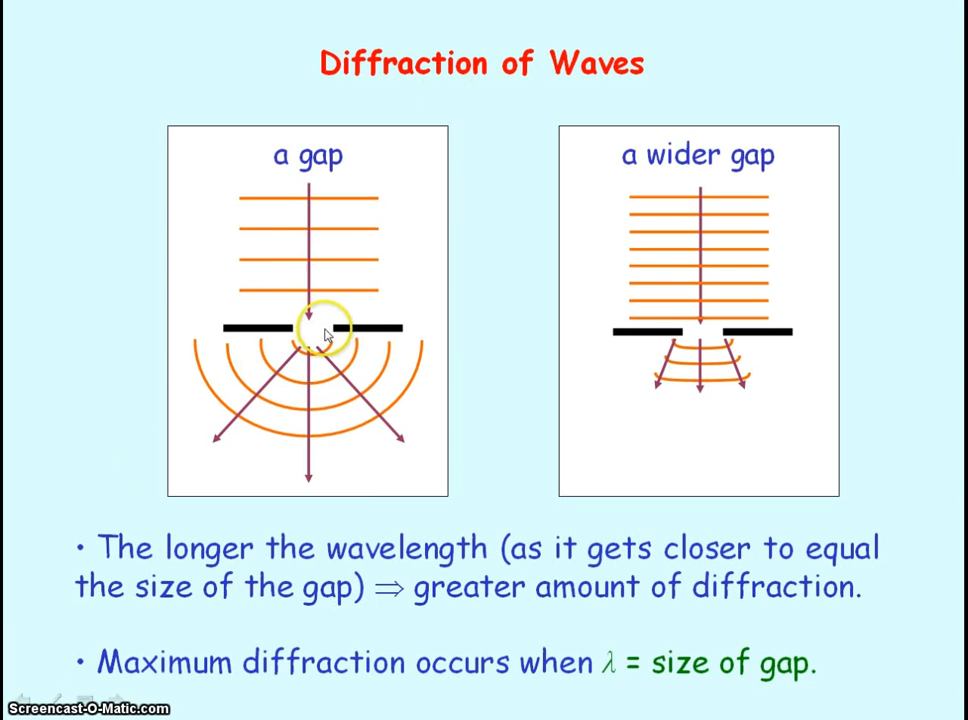 Diffraction of Waves
a gap
a wider gap
• The longer the wavelength (as it gets closer to equal
the size of the gap) ⇒ greater amount of diffraction.
• Maximum diffraction occurs when λ = size of gap.
Screencast-O-Matic.com